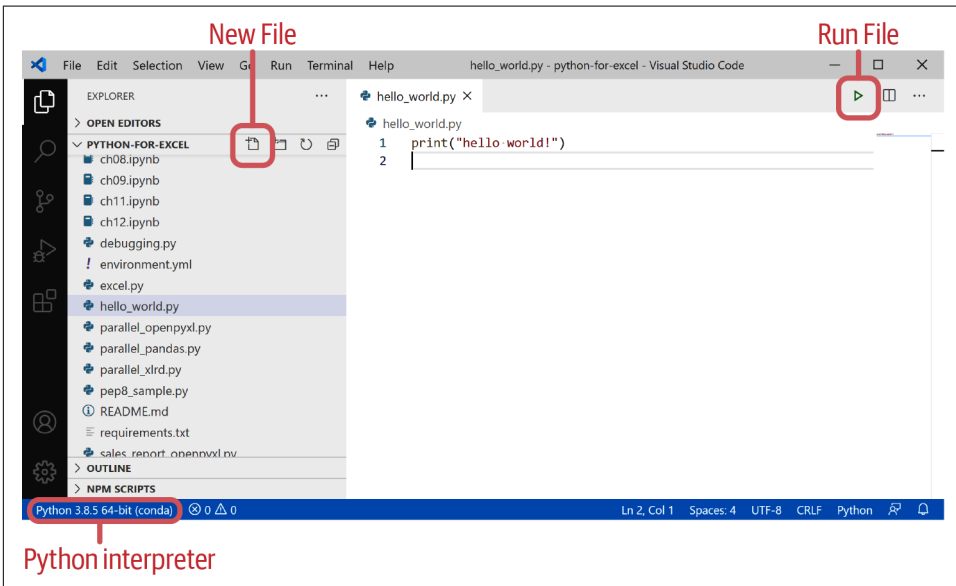 New File
Run File
File Edit Selection View Go Run Terminal Help hello_world.py - python-for-excel - Visual Studio Code
EXPLORER
hello_world.py
OPEN EDITORS
hello_world.py
PYTHON-FOR-EXCEL
1 print("hello·world!")
2
ch08.ipynb
ch09.ipynb
ch11.ipynb
ch12.ipynb
debugging.py
environment.yml
excel.py
hello_world.py
parallel_openpyxl.py
parallel_pandas.py
parallel_xlrd.py
pep8_sample.py
README.md
requirements.txt
sales_report_openpyxl.py
OUTLINE
NPM SCRIPTS
Python 3.8.5 64-bit (conda) 0 0 Ln 2, Col 1 Spaces: 4 UTF-8 CRLF Python
Python interpreter